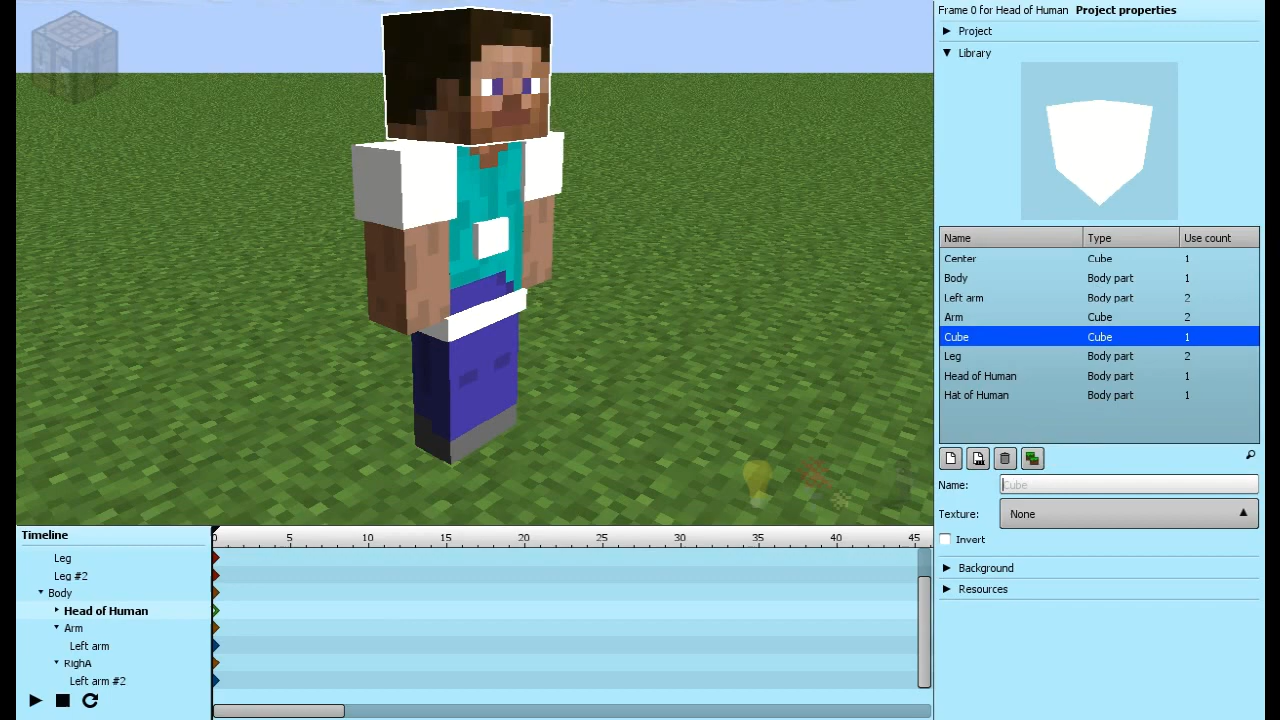 Frame 0 for Head of Human Project properties
Project
Library
Name Type Use count
Center Cube 1
Body Body part 1
Left arm Body part 2
Arm Cube 2
Cube Cube 1
Leg Body part 2
Head of Human Body part 1
Hat of Human Body part 1
Name: Cube
Texture: None
Invert
Background
Resources
Timeline
0 5 10 15 20 25 30 35 40 45
Leg
Leg #2
Body
Head of Human
Arm
Left arm
RighA
Left arm #2